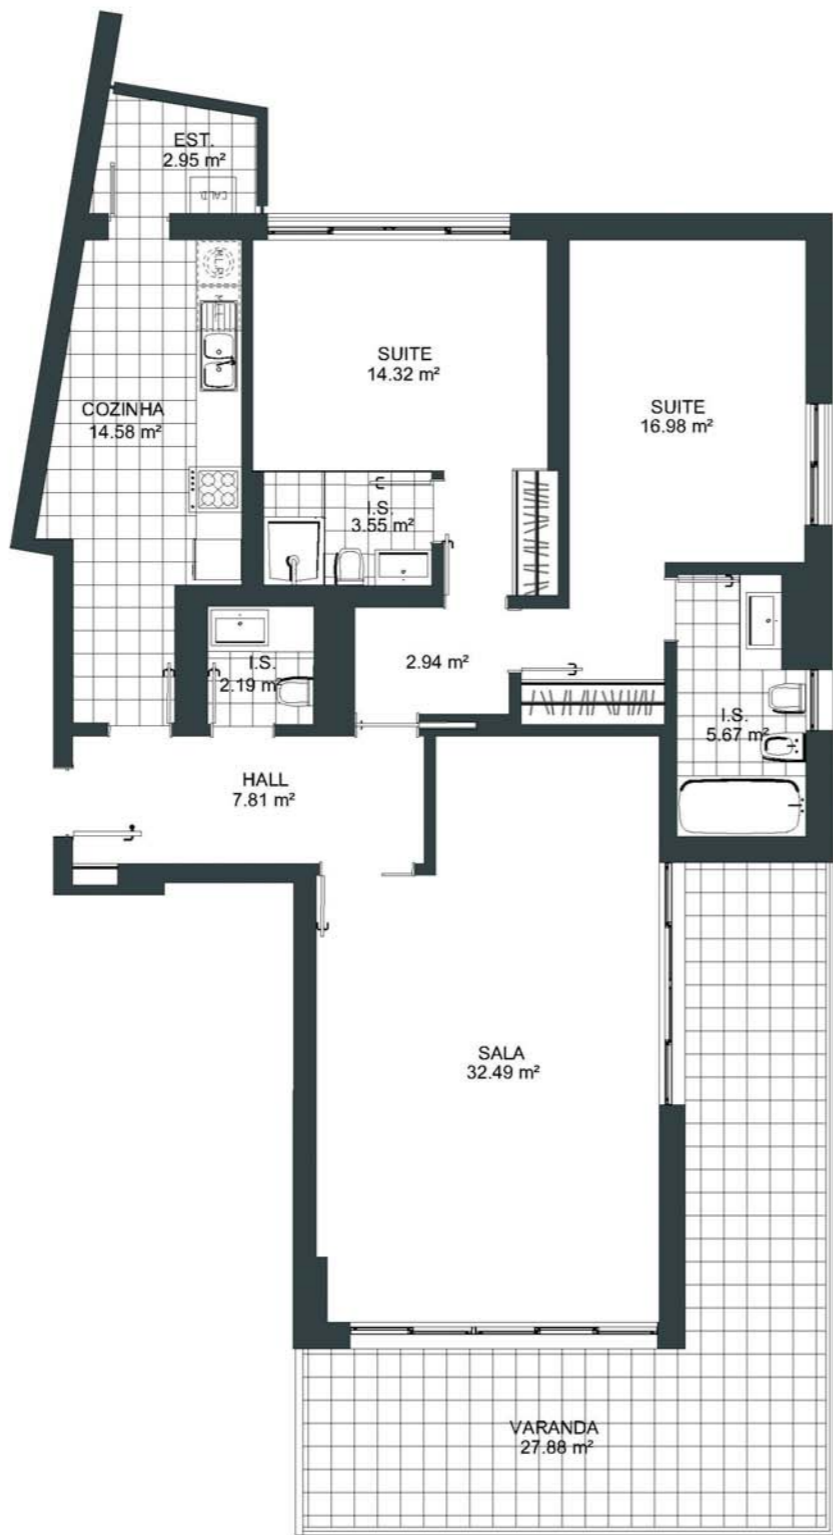 EST.
2.95 m²
CALD
SUITE
14.32 m²
SUITE
16.98 m²
COZINHA
14.58 m²
I.S.
3.55 m²
I.S.
2.19 m²
2.94 m²
I.S.
5.67 m²
HALL
7.81 m²
SALA
32.49 m²
VARANDA
27.88 m²